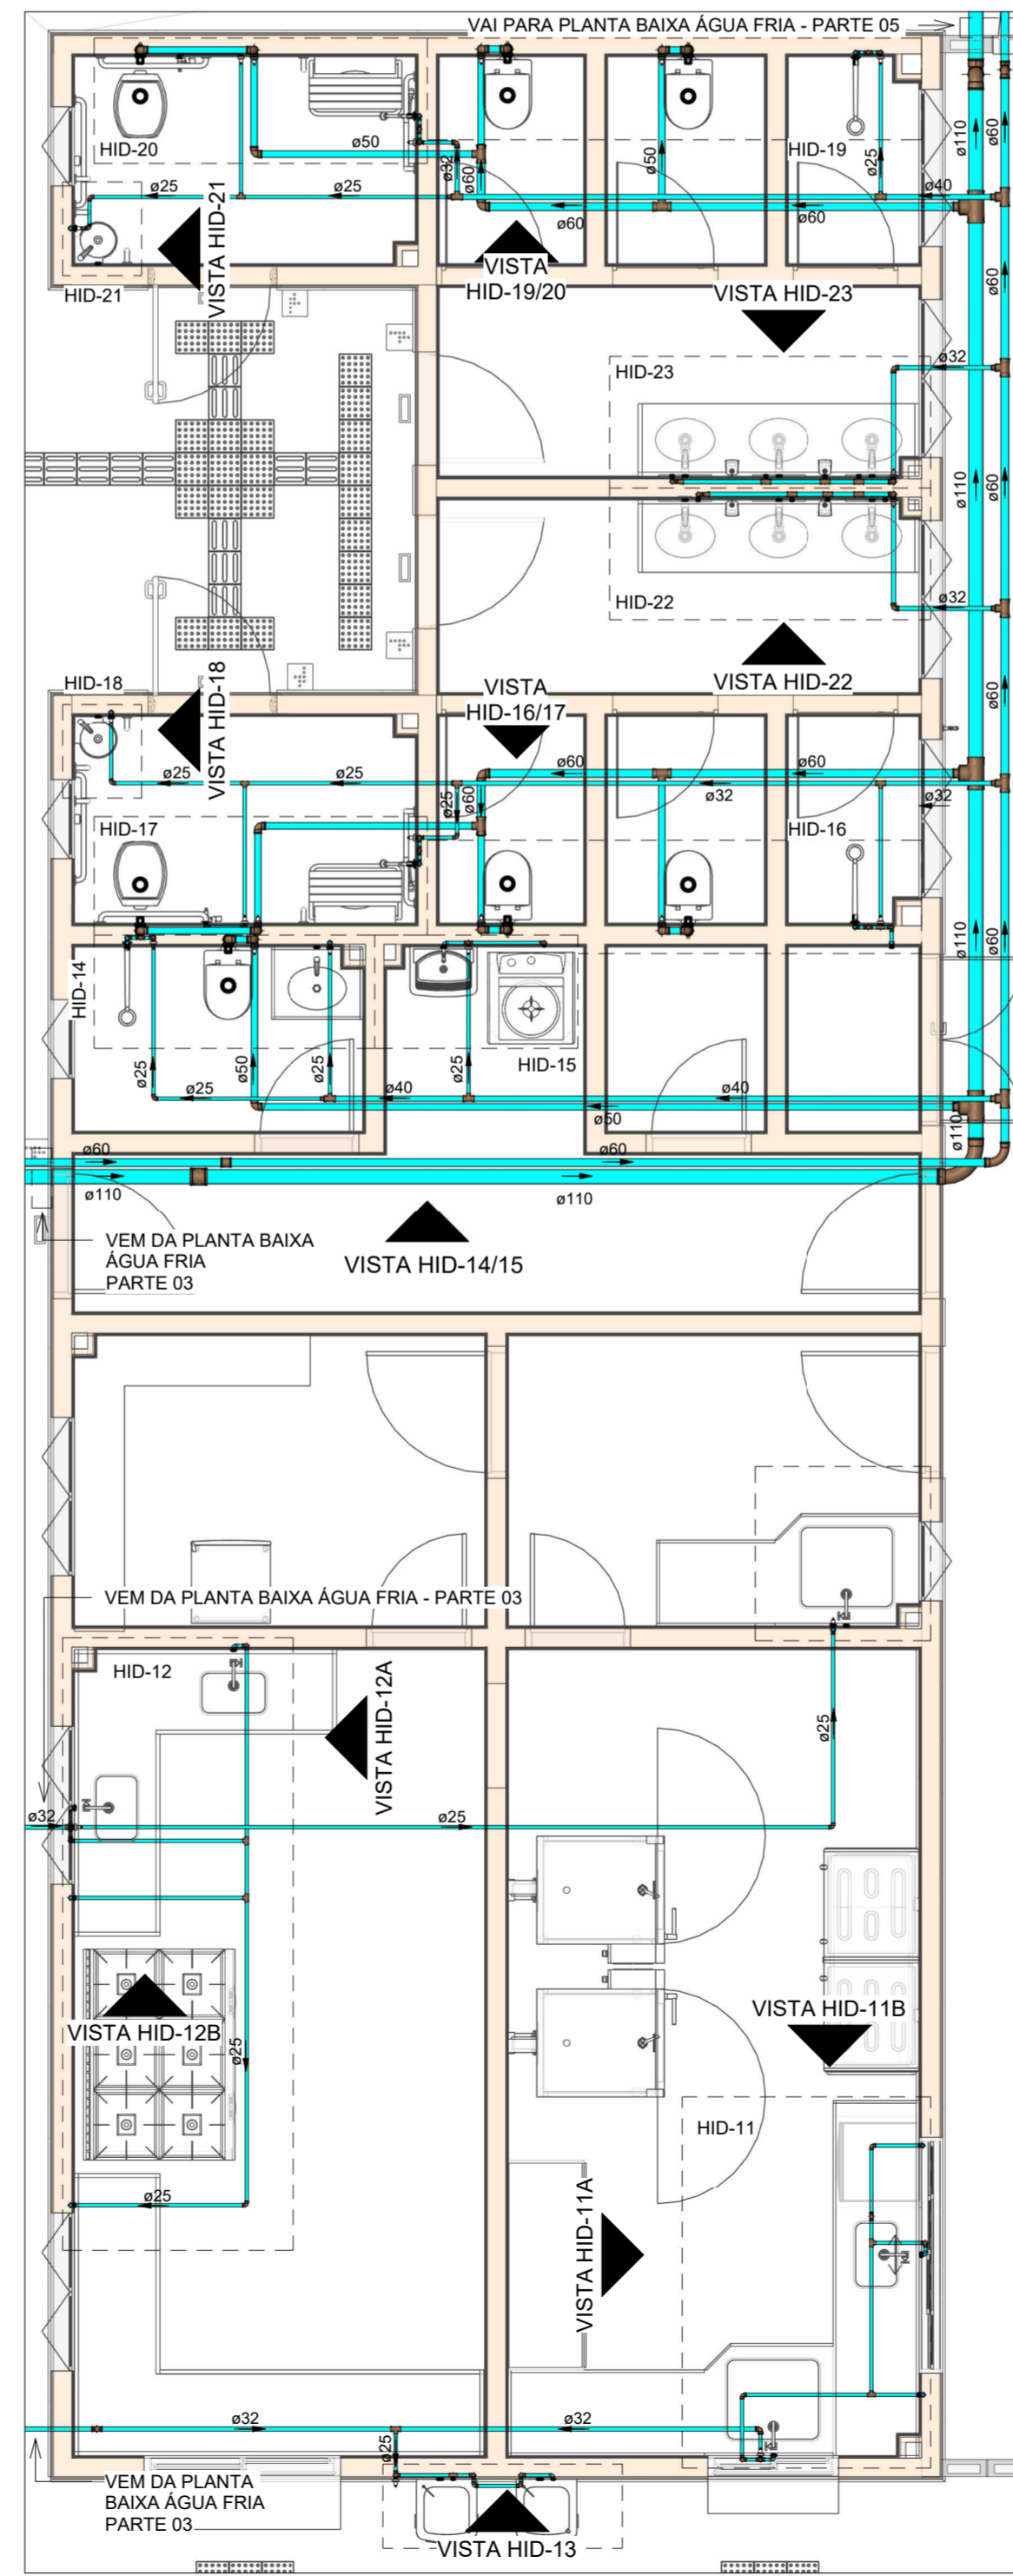 VAI PARA PLANTA BAIXA ÁGUA FRIA - PARTE 05
HID-20
ø50
ø32
ø60
ø50
HID-19
ø25
ø110
ø60
ø25
ø25
ø40
ø60
ø60
VISTA HID-21
VISTA
HID-19/20
HID-21
VISTA HID-23
ø60
HID-23
ø32
ø110
ø60
HID-22
ø32
HID-18
VISTA HID-18
VISTA
HID-16/17
VISTA HID-22
ø60
ø25
ø25
ø60
ø60
ø32
ø32
ø25
ø60
HID-17
HID-16
ø110
ø60
HID-14
HID-15
ø25
ø50
ø25
ø25
ø25
ø40
ø40
ø50
ø110
ø60
ø60
ø110
ø110
VEM DA PLANTA BAIXA
ÁGUA FRIA
PARTE 03
VISTA HID-14/15
VEM DA PLANTA BAIXA ÁGUA FRIA - PARTE 03
HID-12
VISTA HID-12A
ø25
ø32
ø25
VISTA HID-12B
ø25
VISTA HID-11B
HID-11
ø25
VISTA HID-11A
ø32
ø32
ø25
VEM DA PLANTA
BAIXA ÁGUA FRIA
PARTE 03
VISTA HID-13